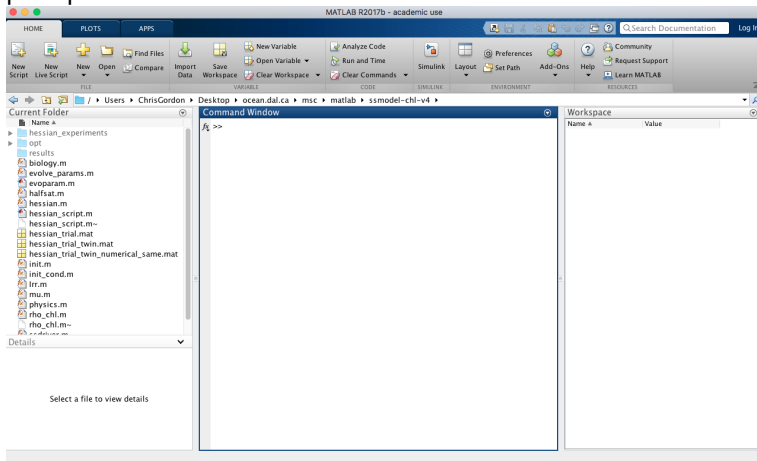 MATLAB R2017b - academic use
HOME PLOTS APPS
Search Documentation Log In
New Script
New Live Script
New
Open
Find Files
Compare
Import Data
Save Workspace
New Variable
Open Variable
Clear Workspace
Analyze Code
Run and Time
Clear Commands
Simulink
Layout
Preferences
Set Path
Add-Ons
Help
Community
Request Support
Learn MATLAB
FILE VARIABLE CODE SIMULINK ENVIRONMENT RESOURCES
/ Users ChrisGordon Desktop ocean.dal.ca msc matlab ssmodel-chl-v4
Current Folder
Name
hessian_experiments
opt
results
biology.m
evolve_params.m
evoparam.m
halfsat.m
hessian.m
hessian_script.m
hessian_script.m~
hessian_trial.mat
hessian_trial_twin.mat
hessian_trial_twin_numerical_same.mat
init.m
init_cond.m
lrr.m
mu.m
physics.m
rho_chl.m
rho_chl.m~
Details
Select a file to view details
Command Window
fx >>
Workspace
Name Value